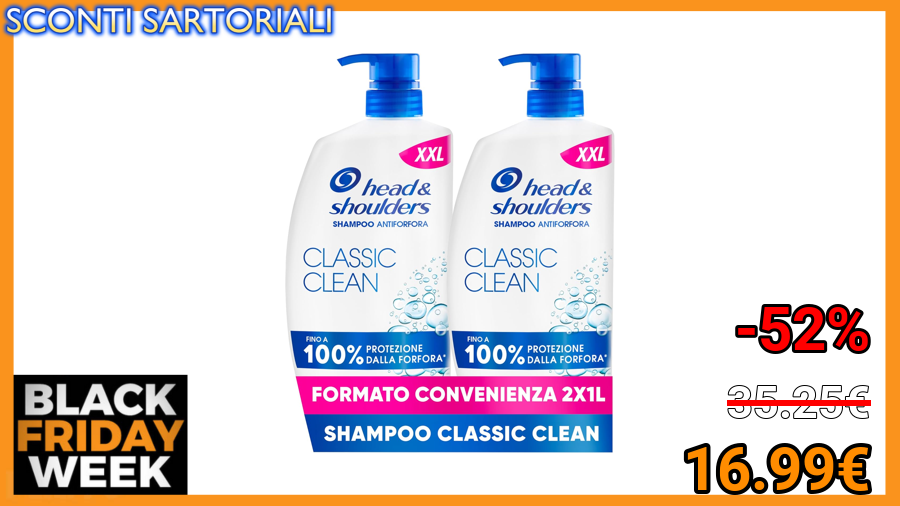 SCONTI SARTORIALI
XXL
head&
shoulders
SHAMPOO ANTIFORFORA
CLASSIC
CLEAN
FINO A
100% PROTEZIONE
DALLA FORFORA*
XXL
head&
shoulders
SHAMPOO ANTIFORFORA
CLASSIC
CLEAN
FINO A
100% PROTEZIONE
DALLA FORFORA*
FORMATO CONVENIENZA 2X1L
SHAMPOO CLASSIC CLEAN
BLACK
FRIDAY
WEEK
-52%
35.25€
16.99€